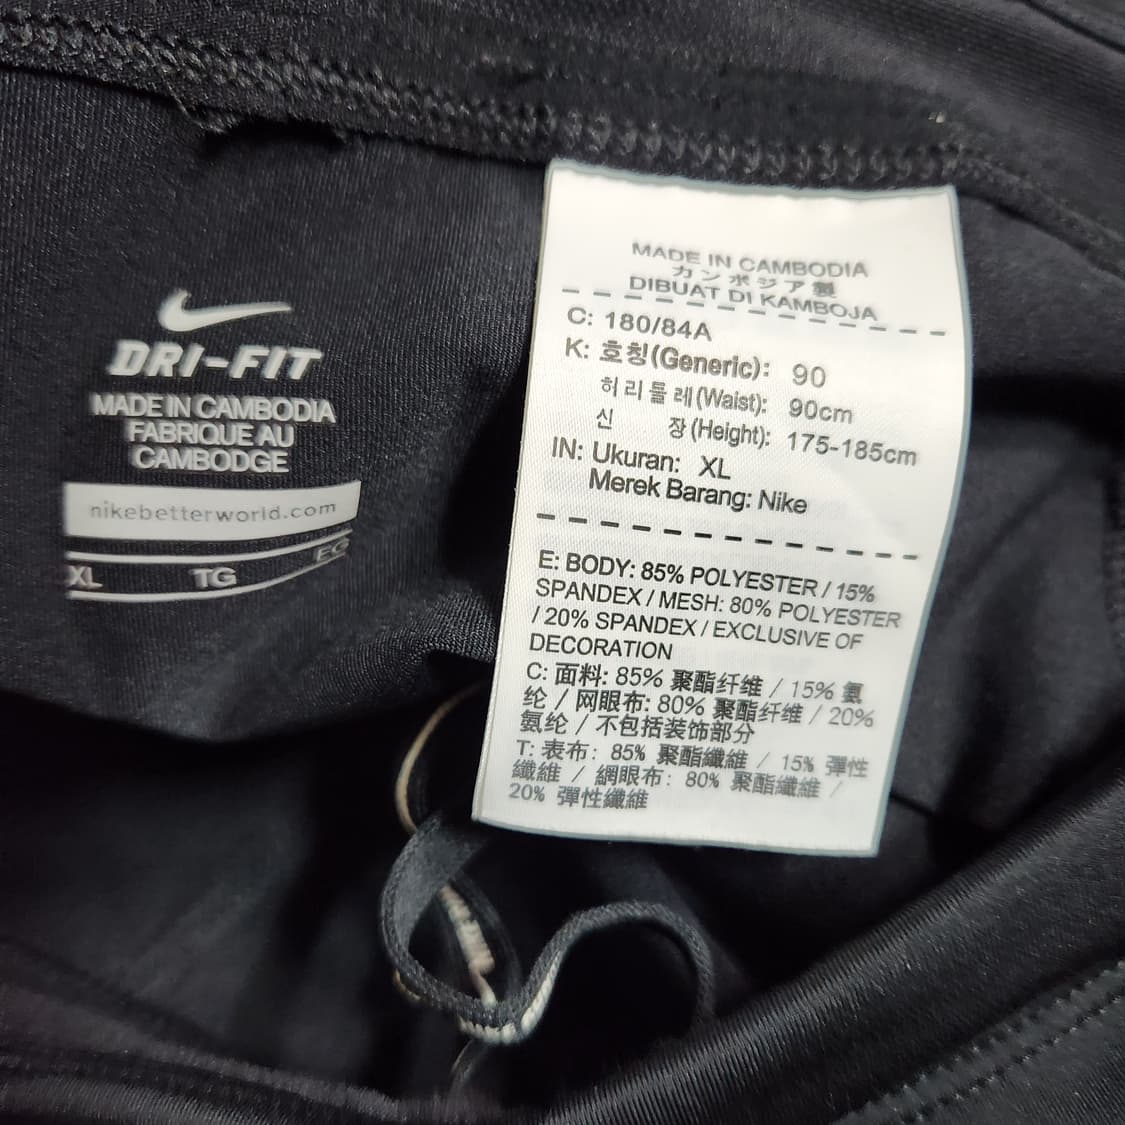 DRI-FIT
MADE IN CAMBODIA
FABRIQUE AU
CAMBODGE
nikebetterworld.com
XL TG EG
MADE IN CAMBODIA
カンボジア製
DIBUAT DI KAMBOJA
C: 180/84A
K: 호칭(Generic): 90
허리둘레(Waist): 90cm
신 장(Height): 175-185cm
IN: Ukuran: XL
Merek Barang: Nike
E: BODY: 85% POLYESTER / 15%
SPANDEX / MESH: 80% POLYESTER
/ 20% SPANDEX / EXCLUSIVE OF
DECORATION
C: 面料: 85% 聚酯纤维 / 15% 氨
纶 / 网眼布: 80% 聚酯纤维 / 20%
氨纶 / 不包括装饰部分
T: 表布: 85% 聚酯纖維 / 15% 彈性
纖維 / 網眼布: 80% 聚酯纖維 /
20% 彈性纖維